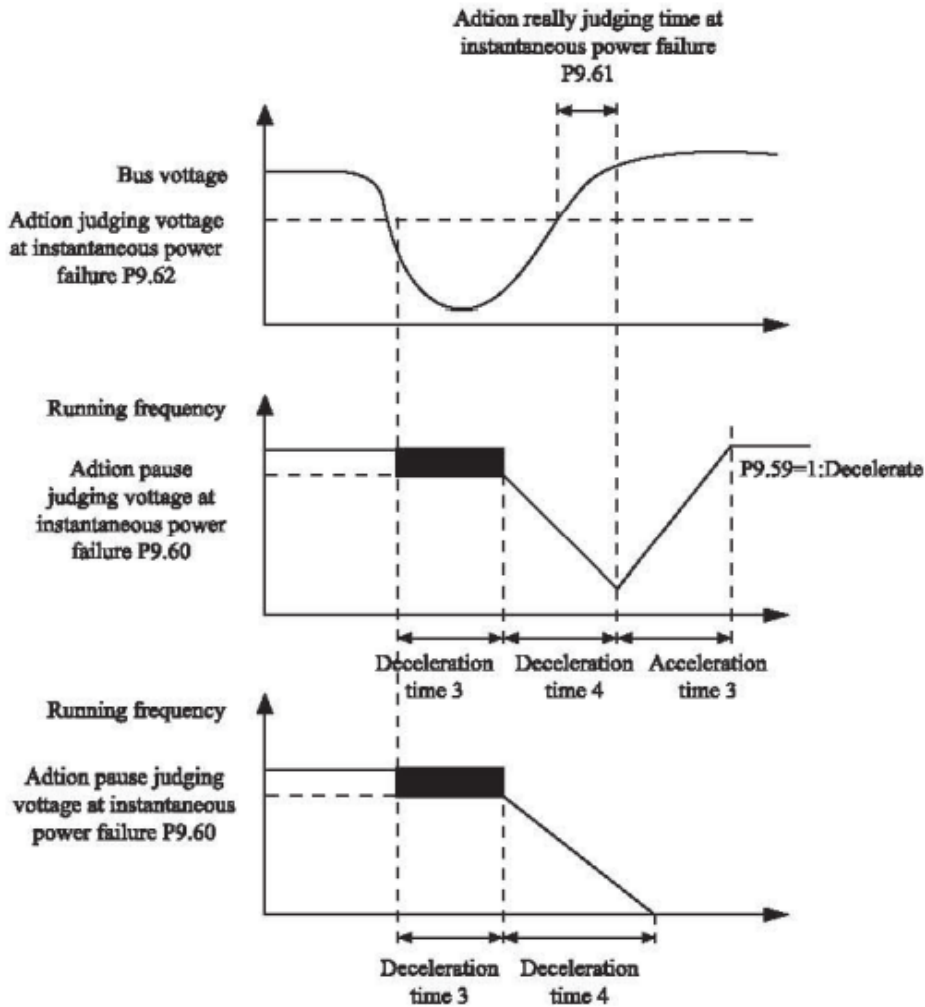 Adtion really judging time at
instantaneous power failure
P9.61
Bus vottage
Adtion judging vottage
at instantaneous power
failure P9.62
Running frequency
Adtion pause
judging vottage at
instantaneous power
failure P9.60
P9.59=1:Decelerate
Deceleration
time 3
Deceleration
time 4
Acceleration
time 3
Running frequency
Adtion pause judging
vottage at instantaneous
power failure P9.60
Deceleration
time 3
Deceleration
time 4